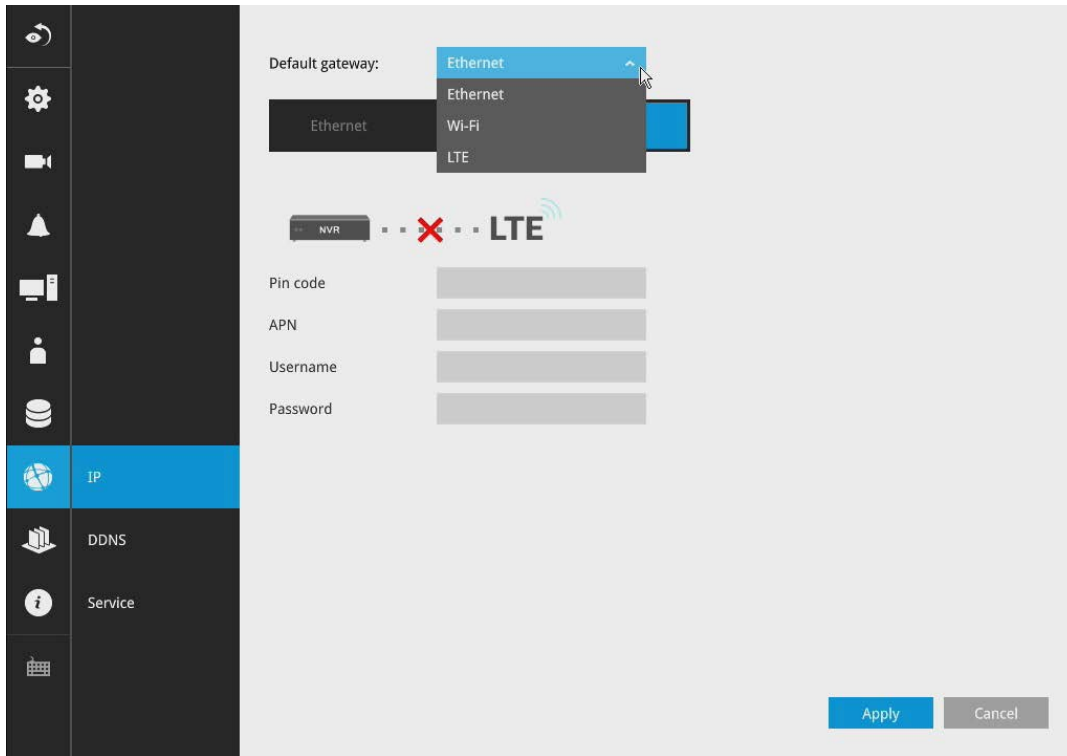 Default gateway: Ethernet
Ethernet
Wi-Fi
LTE
Ethernet
NVR LTE
Pin code
APN
Username
Password
IP
DDNS
Service
Apply Cancel